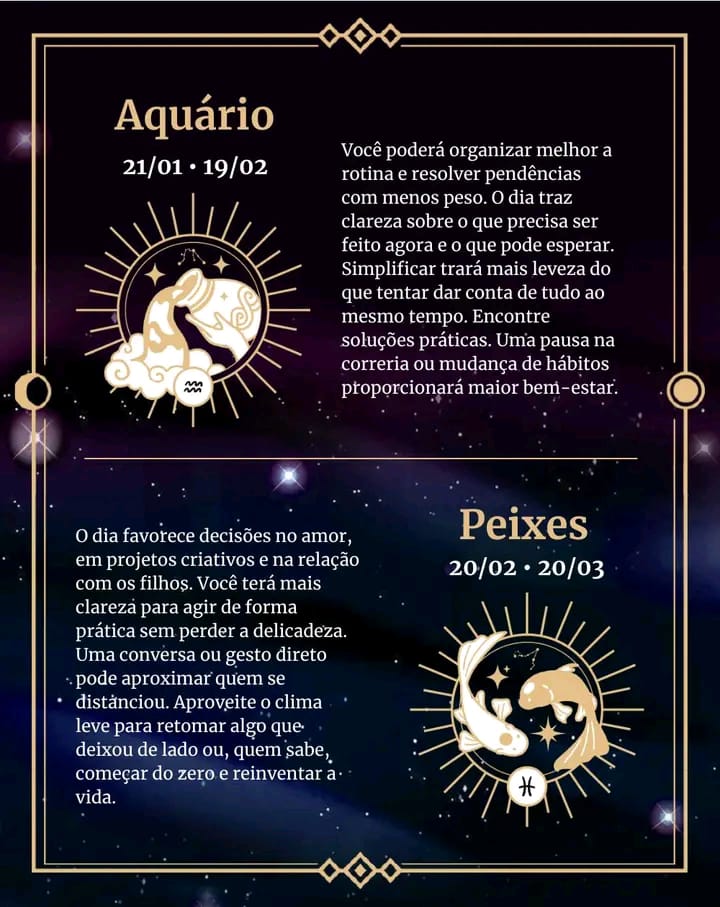 Aquário
21/01 • 19/02
Você poderá organizar melhor a
rotina e resolver pendências
com menos peso. O dia traz
clareza sobre o que precisa ser
feito agora e o que pode esperar.
Simplificar trará mais leveza do
que tentar dar conta de tudo ao
mesmo tempo. Encontre
soluções práticas. Uma pausa na
correria ou mudança de hábitos
proporcionará maior bem-estar.
Peixes
20/02 • 20/03
O dia favorece decisões no amor,
em projetos criativos e na relação
com os filhos. Você terá mais
clareza para agir de forma
prática sem perder a delicadeza.
Uma conversa ou gesto direto
pode aproximar quem se
distanciou. Aproveite o clima
leve para retomar algo que
deixou de lado ou, quem sabe,
começar do zero e reinventar a
vida.